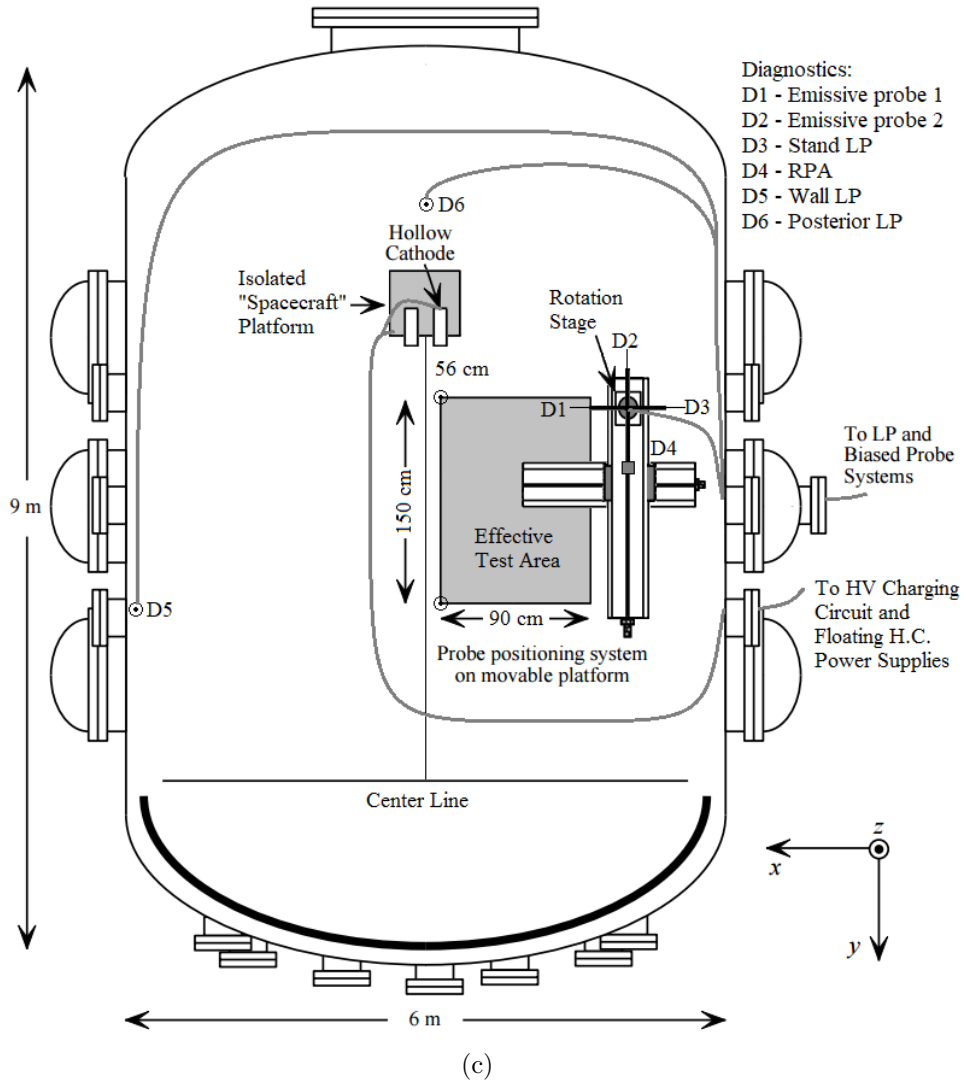 Diagnostics:
D1 - Emissive probe 1
D2 - Emissive probe 2
D3 - Stand LP
D4 - RPA
D5 - Wall LP
D6 - Posterior LP
D6
Hollow
Cathode
Isolated
"Spacecraft"
Platform
Rotation
Stage
D2
56 cm
D1
D3
D4
To LP and
Biased Probe
Systems
9 m
150 cm
Effective
Test Area
D5
90 cm
To HV Charging
Circuit and
Floating H.C.
Power Supplies
Probe positioning system
on movable platform
Center Line
x
z
y
6 m
(c)